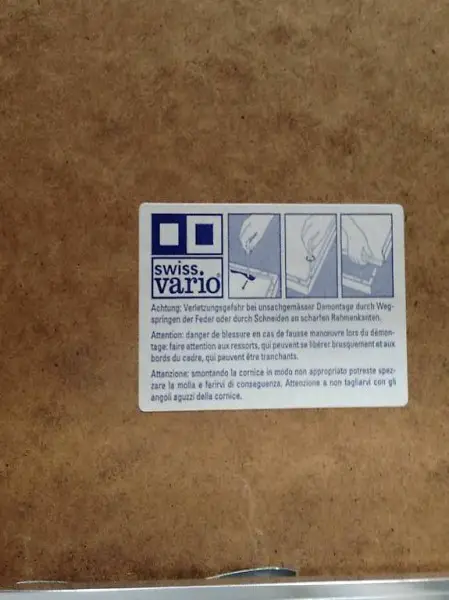 swiss
vario®
Achtung: Verletzungsgefahr bei unsachgemässer Demontage durch Weg-
springen der Feder oder durch Schneiden an scharfen Rahmenkanten.
Attention: danger de blessure en cas de fausse manœuvre lors du démon-
tage: faire attention aux ressorts, qui peuvent se libérer brusquement et aux
bords du cadre, qui peuvent être tranchants.
Attenzione: smontando la cornice in modo non appropriato potreste spez-
zare la molla e ferirvi di conseguenza. Attenzione a non tagliarvi con gli
angoli aguzzi della cornice.